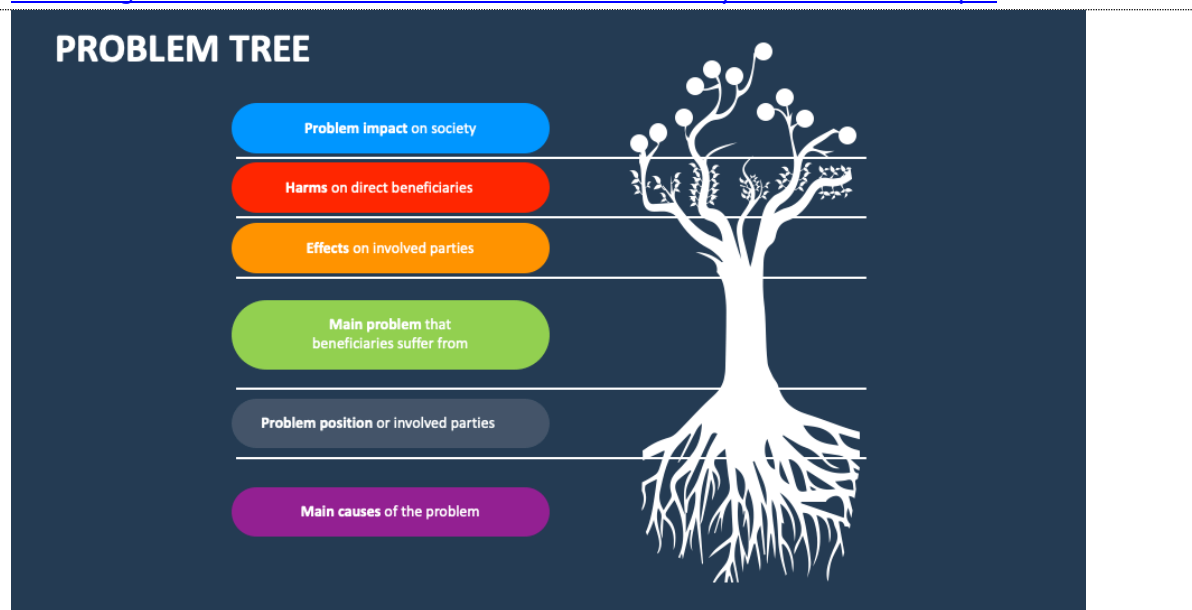 PROBLEM TREE
Problem impact on society
Harms on direct beneficiaries
Effects on involved parties
Main problem that
beneficiaries suffer from
Problem position or involved parties
Main causes of the problem